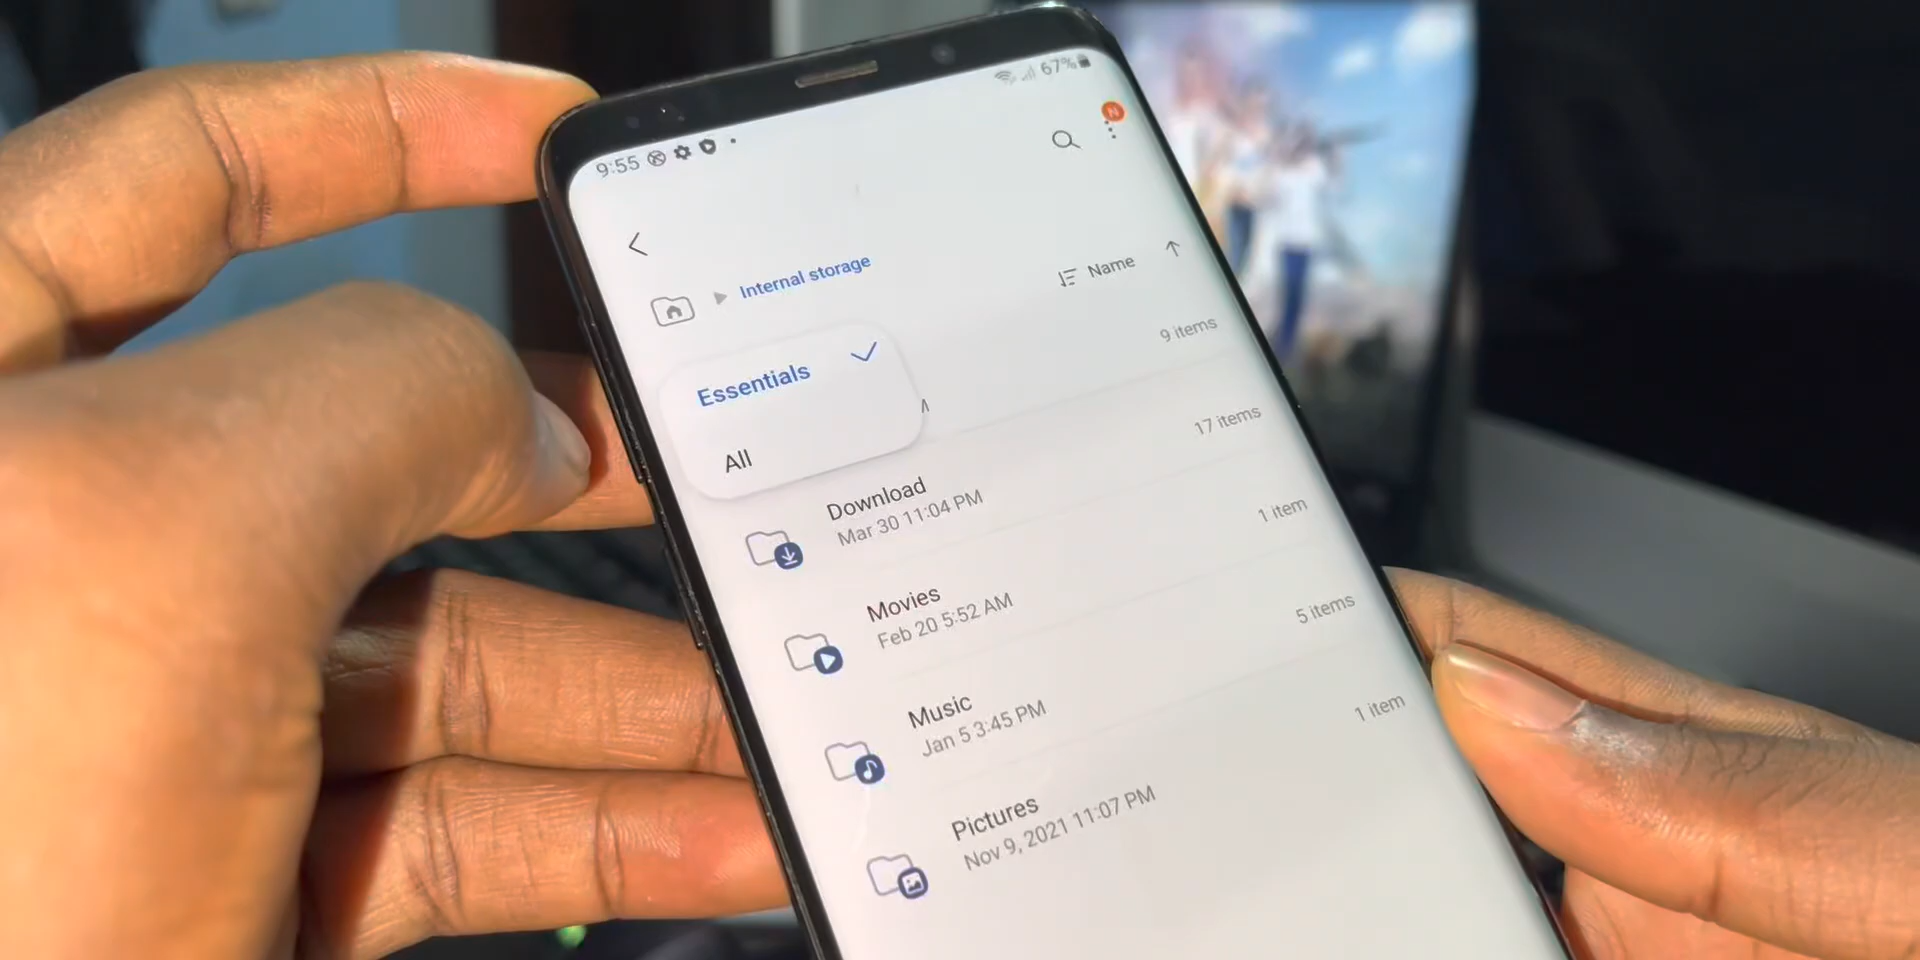 9:55
67%
N
Internal storage
Name
Essentials
All
9 items
Download
Mar 30 11:04 PM
17 items
Movies
Feb 20 5:52 AM
1 item
Music
Jan 5 3:45 PM
5 items
Pictures
Nov 9, 2021 11:07 PM
1 item